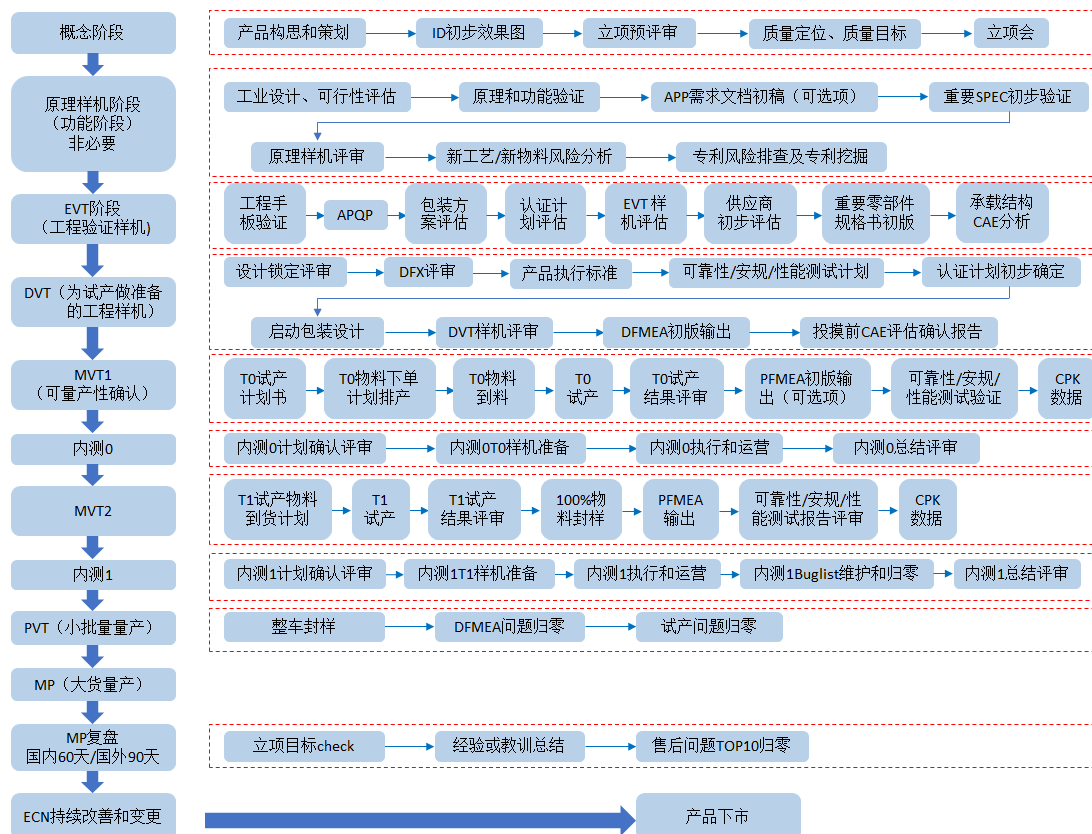 概念阶段
产品构思和策划
ID初步效果图
立项预评审
质量定位、质量目标
立项会
原理样机阶段
（功能阶段）
非必要
工业设计、可行性评估
原理和功能验证
APP需求文档初稿（可选项）
重要SPEC初步验证
原理样机评审
新工艺/新物料风险分析
专利风险排查及专利挖掘
EVT阶段
（工程验证样机)
工程手
板验证
APQP
包装方
案评估
认证计
划评估
EVT 样
机评估
供应商
初步评估
重要零部件
规格书初版
承载结构
CAE分析
DVT（为试产做准备
的工程样机）
设计锁定评审
DFX评审
产品执行标准
可靠性/安规/性能测试计划
认证计划初步确定
启动包装设计
DVT样机评审
DFMEA初版输出
投摸前CAE评估确认报告
MVT1
（可量产性确认）
T0试产
计划书
T0物料下单
计划排产
T0物料
到料
T0
试产
T0试产
结果评审
PFMEA初版输
出（可选项）
可靠性/安规/
性能测试验证
CPK
数据
内测0
内测0计划确认评审
内测0T0样机准备
内测0执行和运营
内测0总结评审
MVT2
T1试产物料
到货计划
T1
试产
T1试产
结果评审
100%物
料封样
PFMEA
输出
可靠性/安规/性
能测试报告评审
CPK
数据
内测1
内测1计划确认评审
内测1T1样机准备
内测1执行和运营
内测1Buglist维护和归零
内测1总结评审
PVT（小批量量产）
整车封样
DFMEA问题归零
试产问题归零
MP（大货量产）
MP复盘
国内60天/国外90天
立项目标check
经验或教训总结
售后问题TOP10归零
ECN持续改善和变更
产品下市